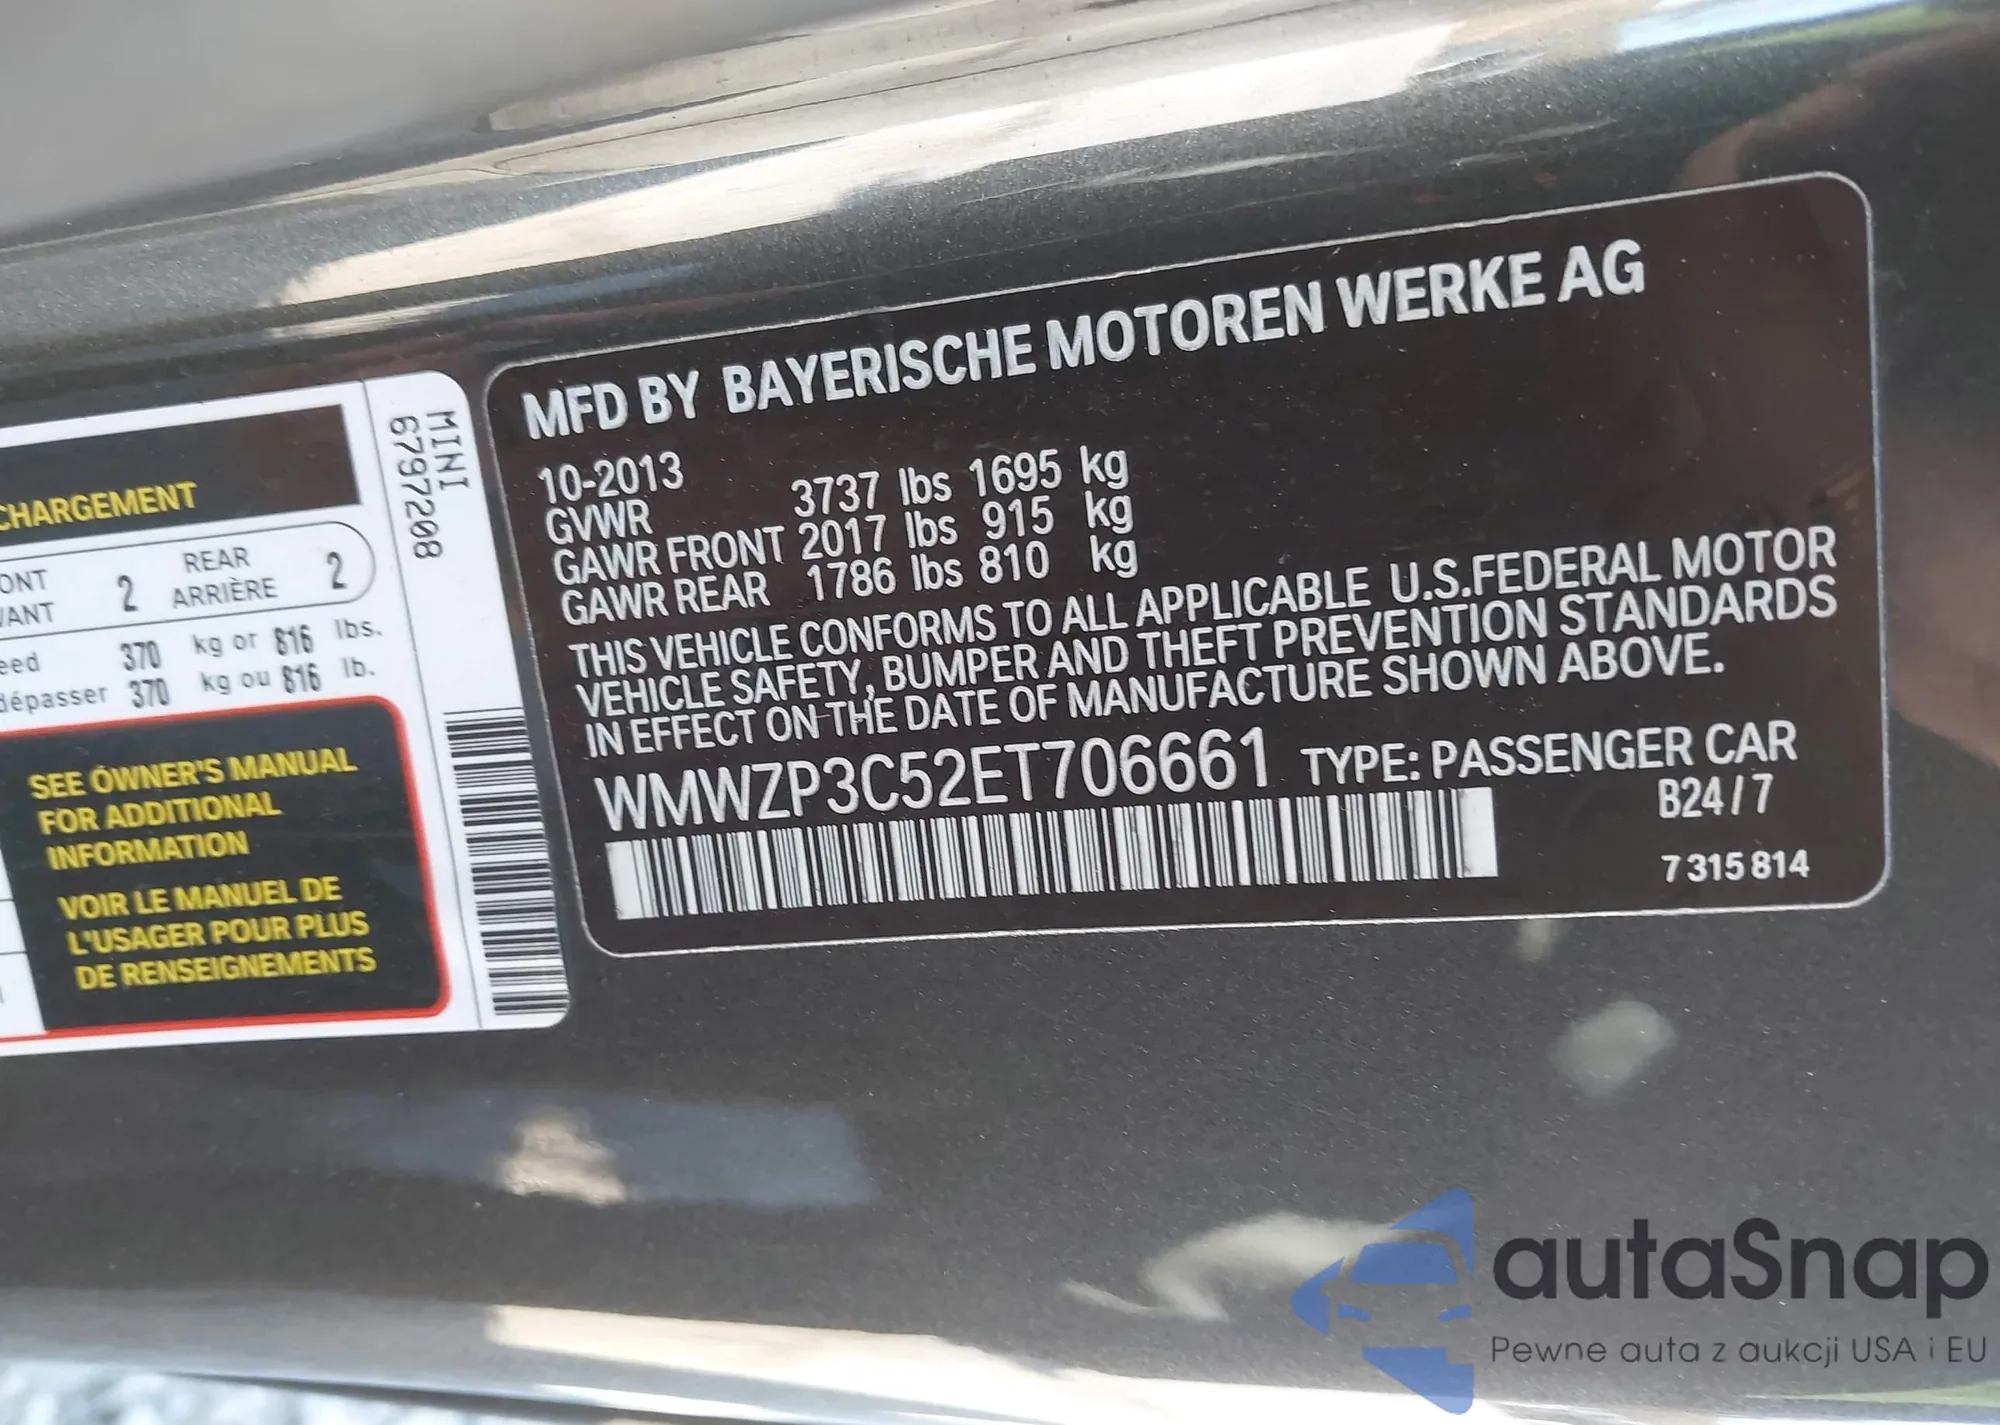 MFD BY BAYERISCHE MOTOREN WERKE AG
10-2013
GVWR 3737 lbs 1695 kg
GAWR FRONT 2017 lbs 915 kg
GAWR REAR 1786 lbs 810 kg
THIS VEHICLE CONFORMS TO ALL APPLICABLE U.S.FEDERAL MOTOR
VEHICLE SAFETY, BUMPER AND THEFT PREVENTION STANDARDS
IN EFFECT ON THE DATE OF MANUFACTURE SHOWN ABOVE.
WMWZP3C52ET706661 TYPE: PASSENGER CAR
B24/7
7 315 814
MINI
6797208
CHARGEMENT
ONT 2 REAR 2
VANT ARRIÈRE
eed 370 kg or 816 lbs.
dépasser 370 kg ou 816 lb.
SEE OWNER'S MANUAL
FOR ADDITIONAL
INFORMATION
VOIR LE MANUEL DE
L'USAGER POUR PLUS
DE RENSEIGNEMENTS
autaSnap
Pewne auta z aukcji USA i EU